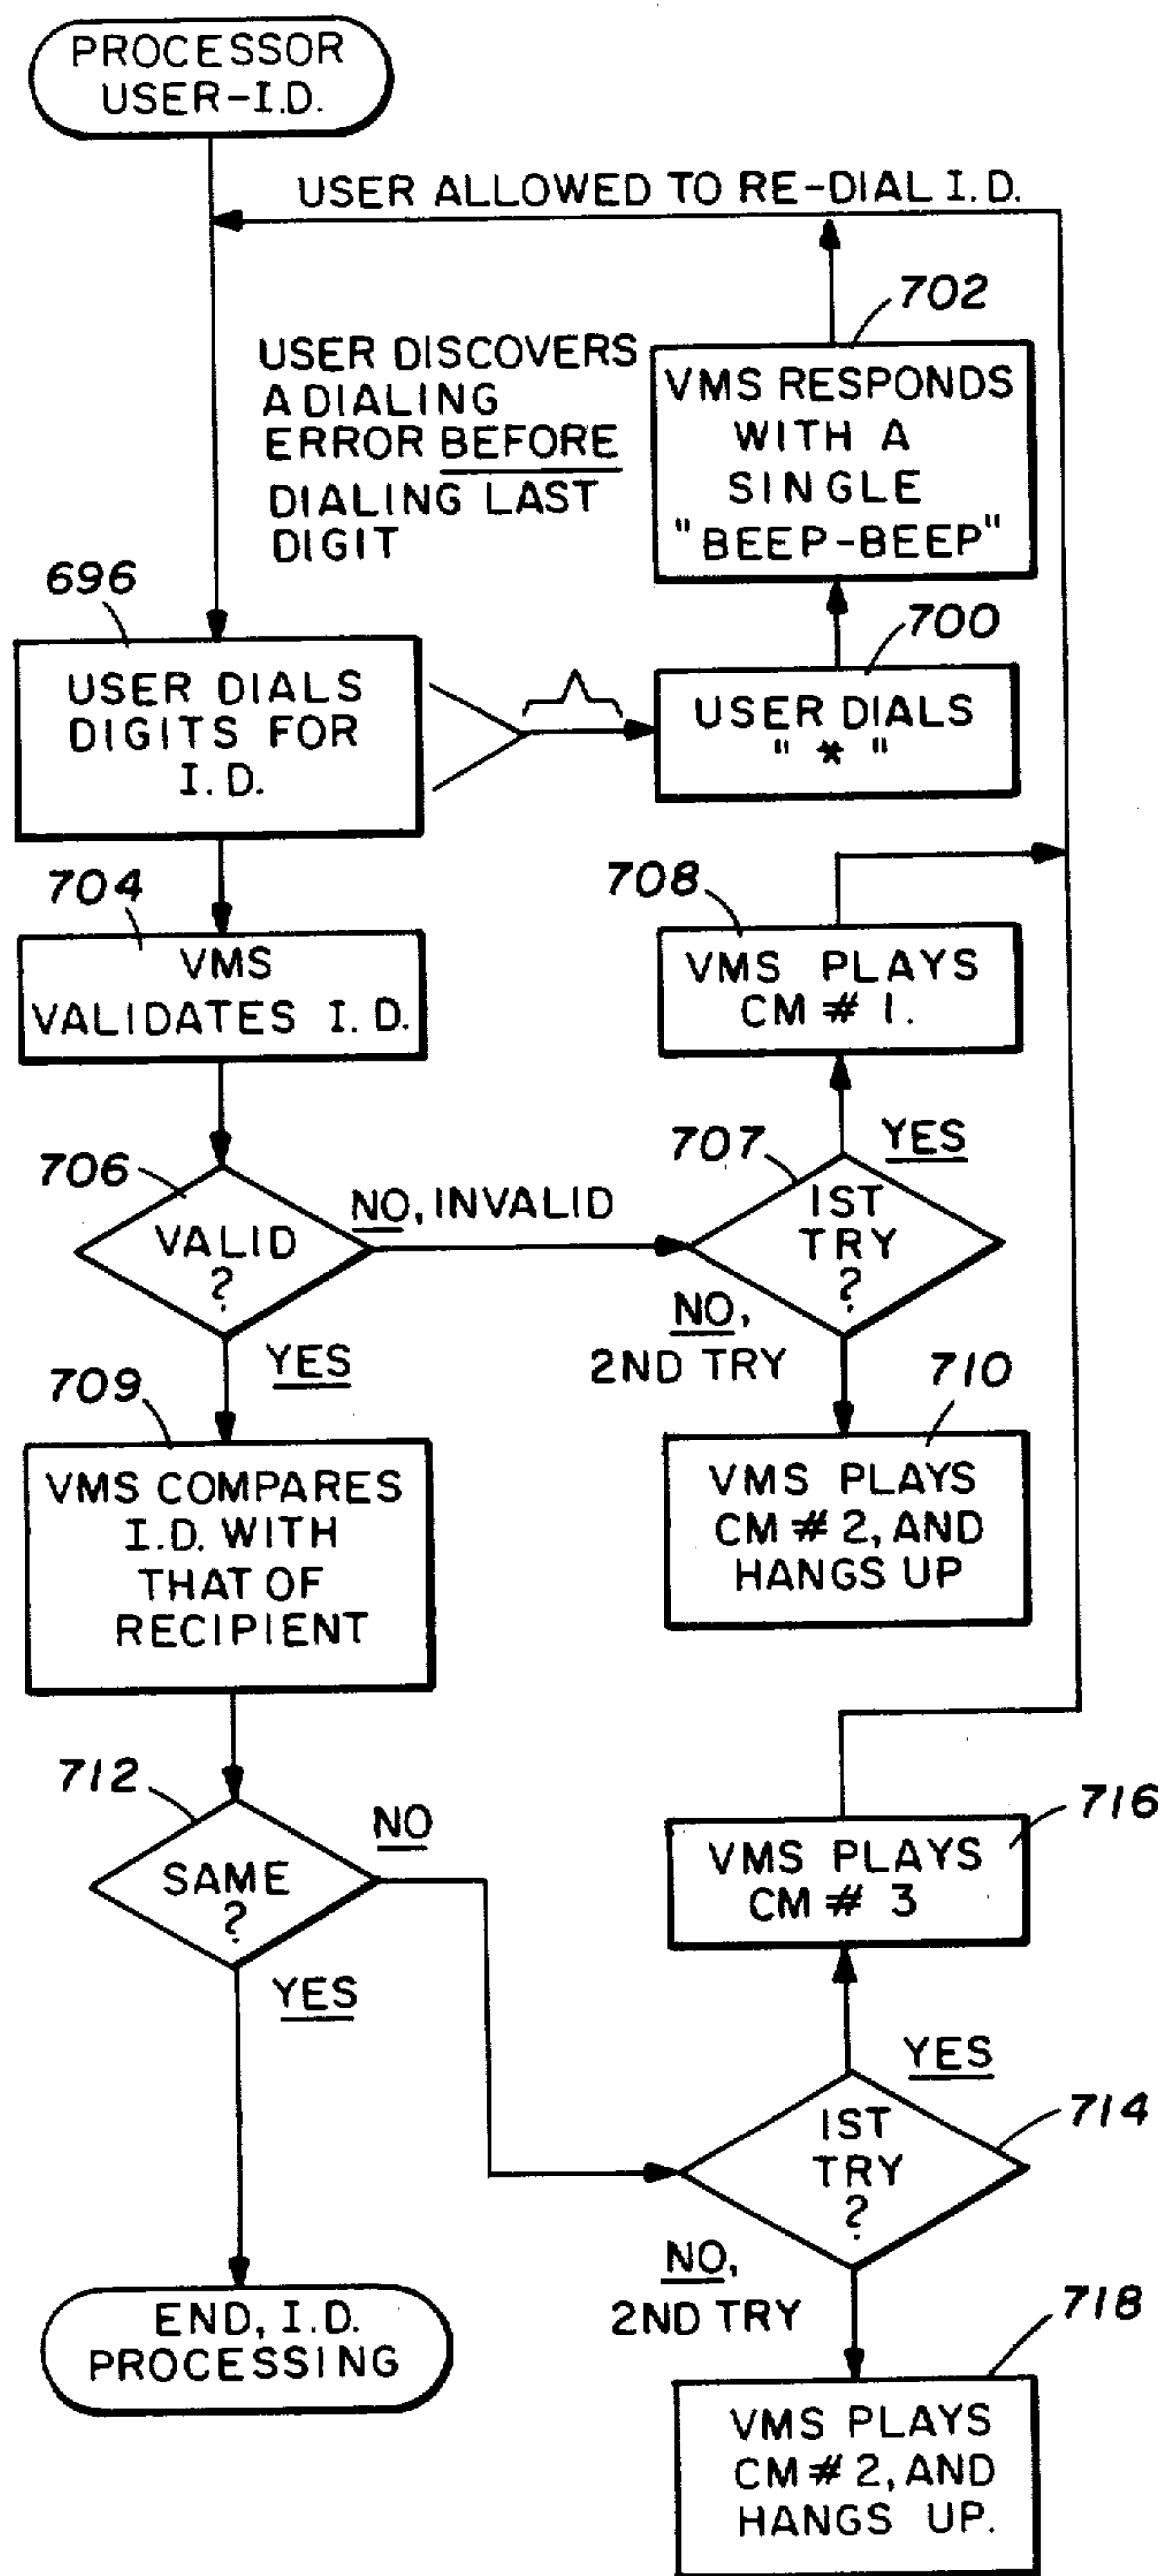 PROCESSOR
USER-I.D.
USER ALLOWED TO RE-DIAL I.D.
702
USER DISCOVERS
A DIALING
ERROR BEFORE
DIALING LAST
DIGIT
VMS RESPONDS
WITH A
SINGLE
"BEEP-BEEP"
696
USER DIALS
DIGITS FOR
I.D.
700
USER DIALS
"*"
704
VMS
VALIDATES I.D.
708
VMS PLAYS
CM # 1.
706
VALID
?
NO, INVALID
707
YES
1ST
TRY
?
NO,
2ND TRY
YES
709
VMS COMPARES
I.D. WITH
THAT OF
RECIPIENT
710
VMS PLAYS
CM # 2, AND
HANGS UP
712
SAME
?
NO
YES
716
VMS PLAYS
CM # 3
YES
714
1ST
TRY
?
NO,
2ND TRY
END, I.D.
PROCESSING
718
VMS PLAYS
CM # 2, AND
HANGS UP.